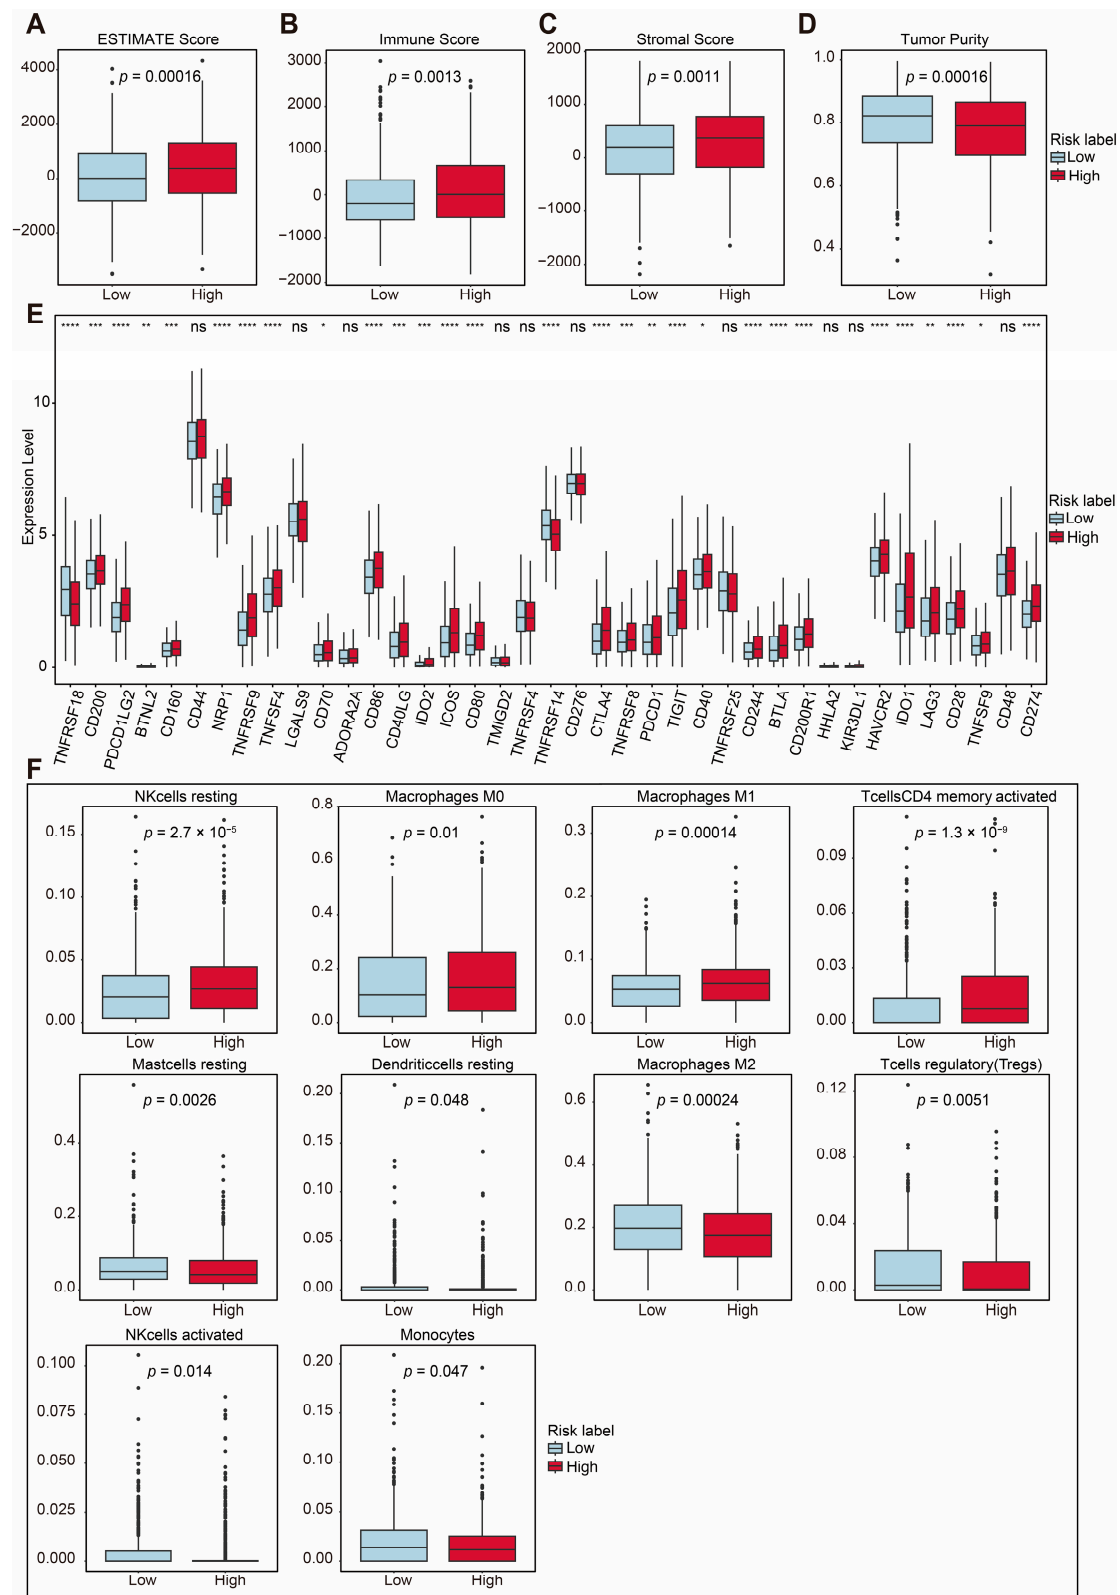 A
ESTIMATE Score
p = 0.00016
4000
2000
0
−2000
Low
High
B
Immune Score
p = 0.0013
3000
2000
1000
0
−1000
−2000
Low
High
C
Stromal Score
p = 0.0011
2000
1000
0
−1000
−2000
Low
High
D
Tumor Purity
p = 0.00016
1.0
0.8
0.6
0.4
Low
High
Risk label
Low
High
E
**** *** **** ** *** ns **** **** **** ns * ns **** *** *** **** **** ns ns **** ns **** *** ** **** * ns **** **** **** ns ns **** **** ** **** * ns ****
Expression Level
10
5
0
TNFRSF18
CD200
PDCD1LG2
BTNL2
CD160
CD44
NRP1
TNFRSF9
TNFSF4
LGALS9
CD70
ADORA2A
CD86
CD40LG
IDO2
ICOS
CD80
TMIGD2
TNFRSF4
TNFRSF14
CD276
CTLA4
TNFRSF8
PDCD1
TIGIT
CD40
TNFRSF25
CD244
BTLA
CD200R1
HHLA2
KIR3DL1
HAVCR2
IDO1
LAG3
CD28
TNFSF9
CD48
CD274
Risk label
Low
High
F
NKcells resting
p = 2.7 × 10⁻⁵
0.15
0.10
0.05
0.00
Low
High
Macrophages M0
p = 0.01
0.8
0.6
0.4
0.2
0.0
Low
High
Macrophages M1
p = 0.00014
0.3
0.2
0.1
0.0
Low
High
TcellsCD4 memory activated
p = 1.3 × 10⁻⁹
0.09
0.06
0.03
0.00
Low
High
Mastcells resting
p = 0.0026
0.4
0.2
0.0
Low
High
Dendriticcells resting
p = 0.048
0.20
0.15
0.10
0.05
0.00
Low
High
Macrophages M2
p = 0.00024
0.6
0.4
0.2
0.0
Low
High
Tcells regulatory(Tregs)
p = 0.0051
0.12
0.08
0.04
0.00
Low
High
NKcells activated
p = 0.014
0.100
0.075
0.050
0.025
0.000
Low
High
Monocytes
p = 0.047
0.20
0.15
0.10
0.05
0.00
Low
High
Risk label
Low
High